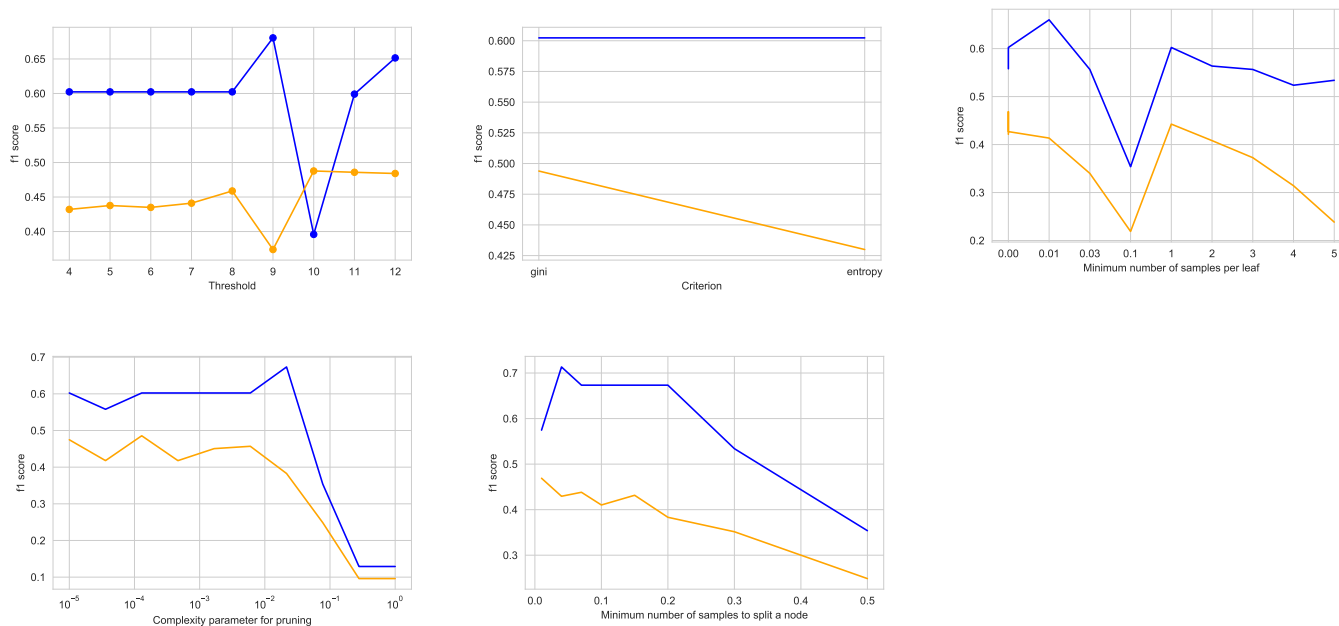 f1 score
0.65
0.60
0.55
0.50
0.45
0.40
4 5 6 7 8 9 10 11 12
Threshold
f1 score
0.600
0.575
0.550
0.525
0.500
0.475
0.450
0.425
gini entropy
Criterion
f1 score
0.6
0.5
0.4
0.3
0.2
0.00 0.01 0.03 0.1 1 2 3 4 5
Minimum number of samples per leaf
f1 score
0.7
0.6
0.5
0.4
0.3
0.2
0.1
10⁻⁵ 10⁻⁴ 10⁻³ 10⁻² 10⁻¹ 10⁰
Complexity parameter for pruning
f1 score
0.7
0.6
0.5
0.4
0.3
0.0 0.1 0.2 0.3 0.4 0.5
Minimum number of samples to split a node